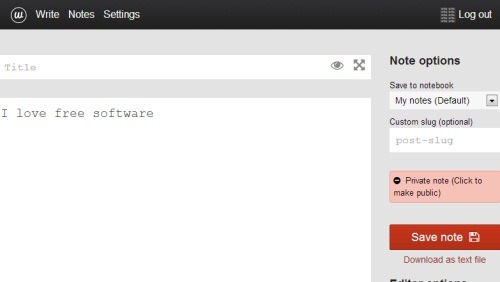 Write Notes Settings Log out
Title
I love free software
Note options
Save to notebook
My notes (Default)
Custom slug (optional)
post-slug
Private note (Click to
make public)
Save note
Download as text file